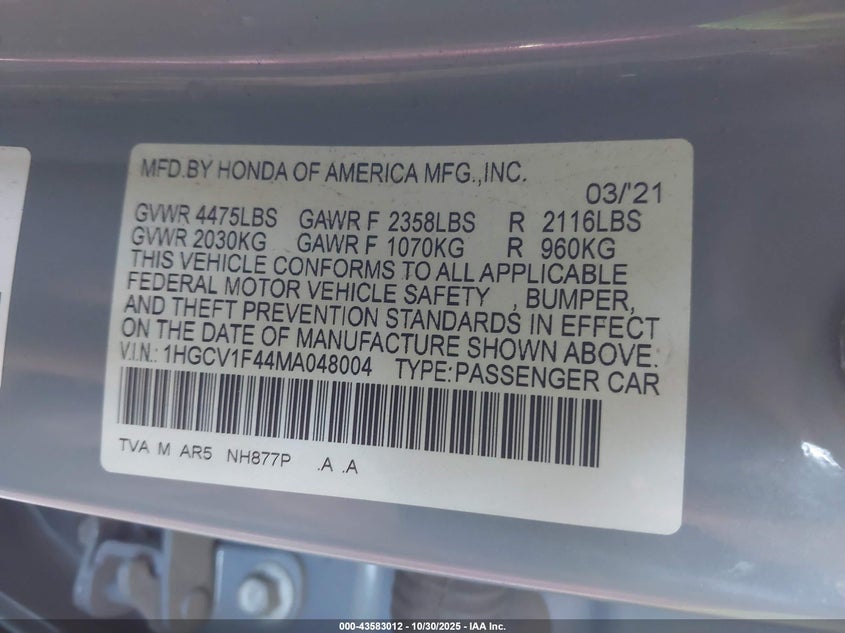 MFD.BY HONDA OF AMERICA MFG.,INC.
03/'21
GVWR 4475LBS GAWR F 2358LBS R 2116LBS
GVWR 2030KG GAWR F 1070KG R 960KG
THIS VEHICLE CONFORMS TO ALL APPLICABLE
FEDERAL MOTOR VEHICLE SAFETY , BUMPER,
AND THEFT PREVENTION STANDARDS IN EFFECT
ON THE DATE OF MANUFACTURE SHOWN ABOVE.
V.I.N.: 1HGCV1F44MA048004 TYPE:PASSENGER CAR
TVA M AR5 NH877P .A .A
000-43583012 | 10/30/2025 - IAA Inc.